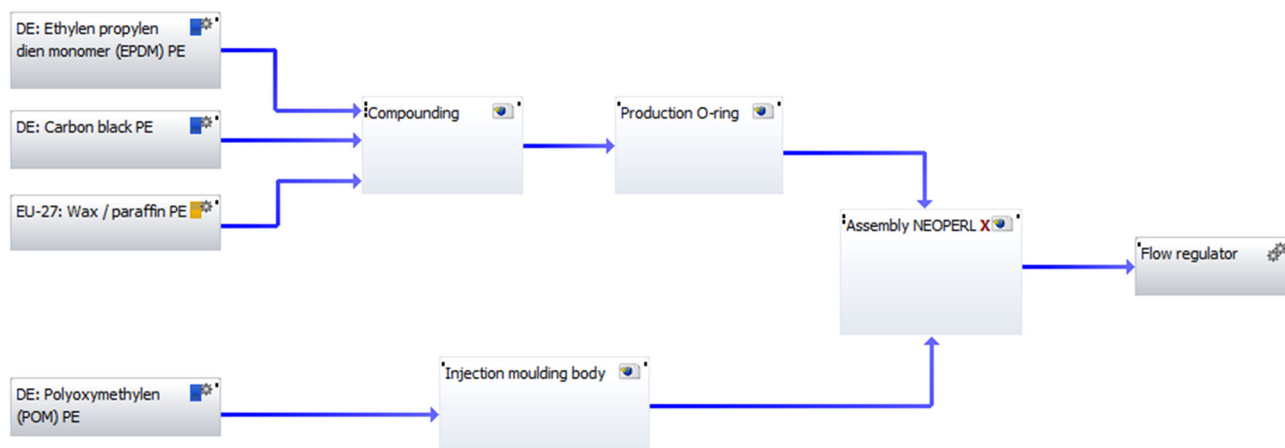 DE: Ethylen propylen
dien monomer (EPDM) PE
DE: Carbon black PE
EU-27: Wax / paraffin PE
Compounding
Production O-ring
Assembly NEOPERL X
Flow regulator
DE: Polyoxymethylen
(POM) PE
Injection moulding body